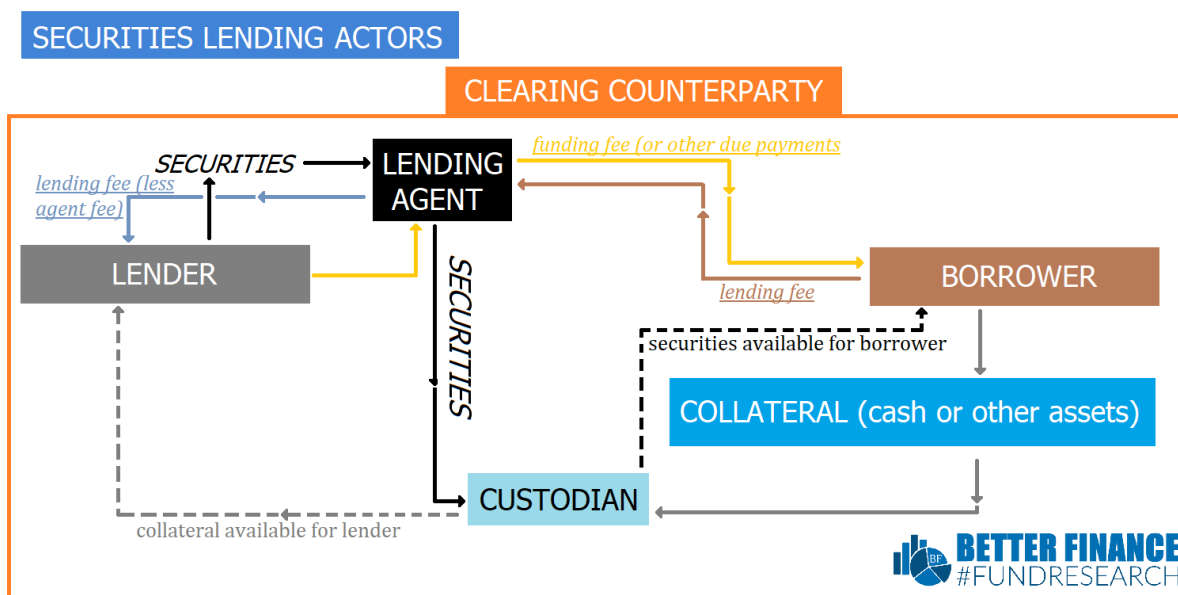 SECURITIES LENDING ACTORS
CLEARING COUNTERPARTY
SECURITIES
LENDING
AGENT
funding fee (or other due payments
lending fee (less
agent fee)
LENDER
SECURITIES
BORROWER
lending fee
securities available for borrower
COLLATERAL (cash or other assets)
CUSTODIAN
collateral available for lender
BF
BETTER FINANCE
#FUNDRESEARCH